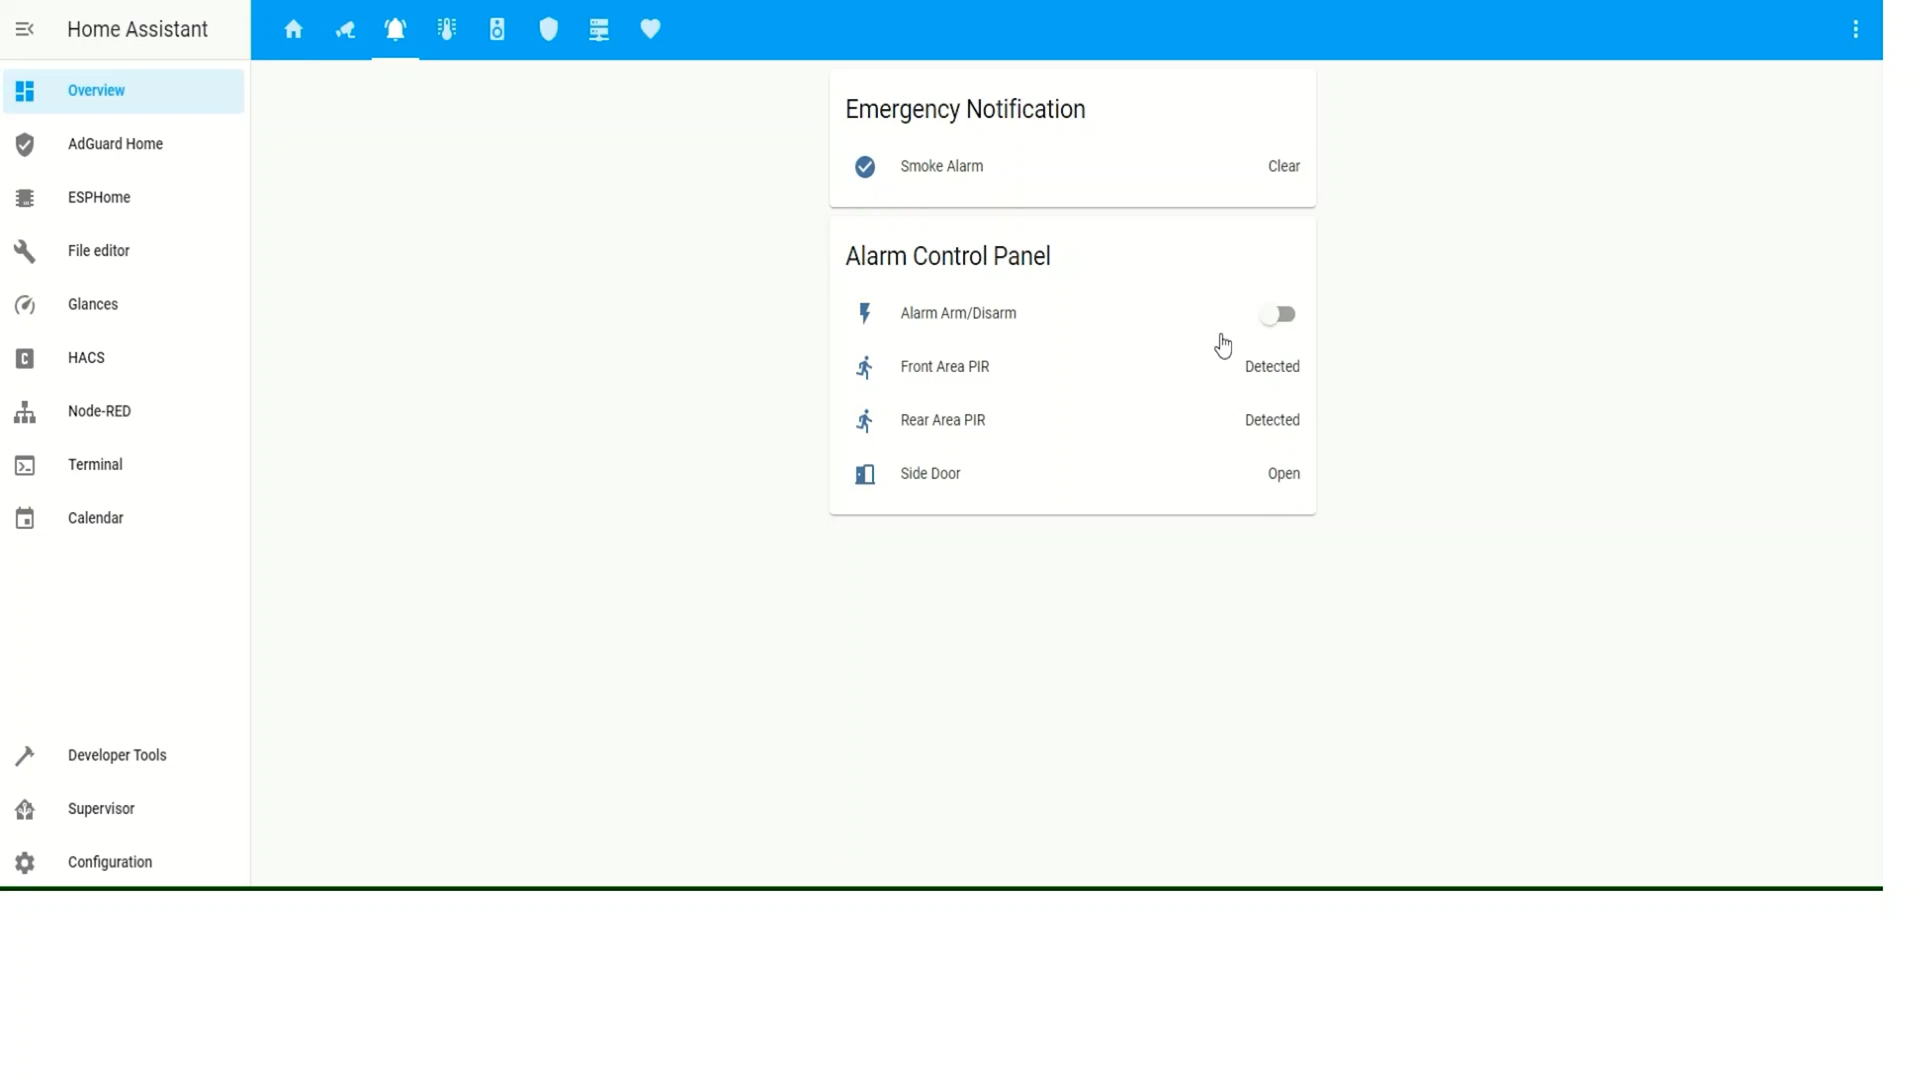 Home Assistant
Overview
AdGuard Home
ESPHome
File editor
Glances
HACS
Node-RED
Terminal
Calendar
Developer Tools
Supervisor
Configuration
Emergency Notification
Smoke Alarm Clear
Alarm Control Panel
Alarm Arm/Disarm
Front Area PIR Detected
Rear Area PIR Detected
Side Door Open